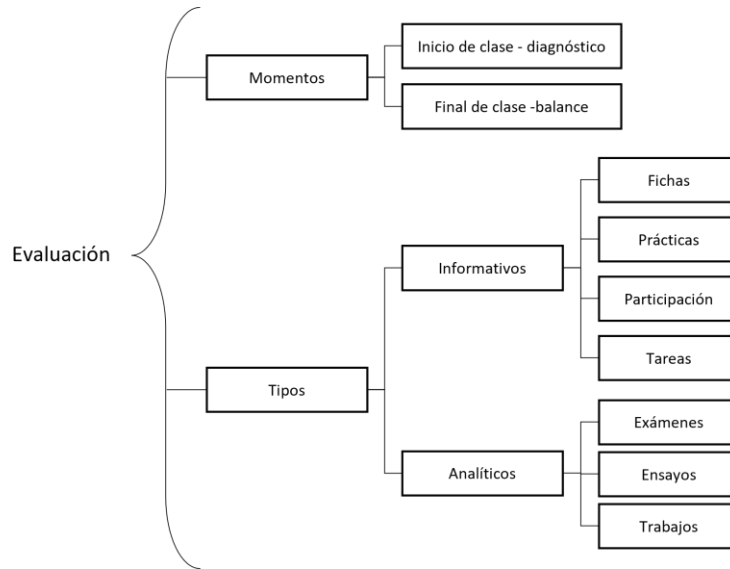 Inicio de clase - diagnóstico
Momentos
Final de clase -balance
Fichas
Prácticas
Evaluación
Informativos
Participación
Tareas
Tipos
Exámenes
Analíticos
Ensayos
Trabajos